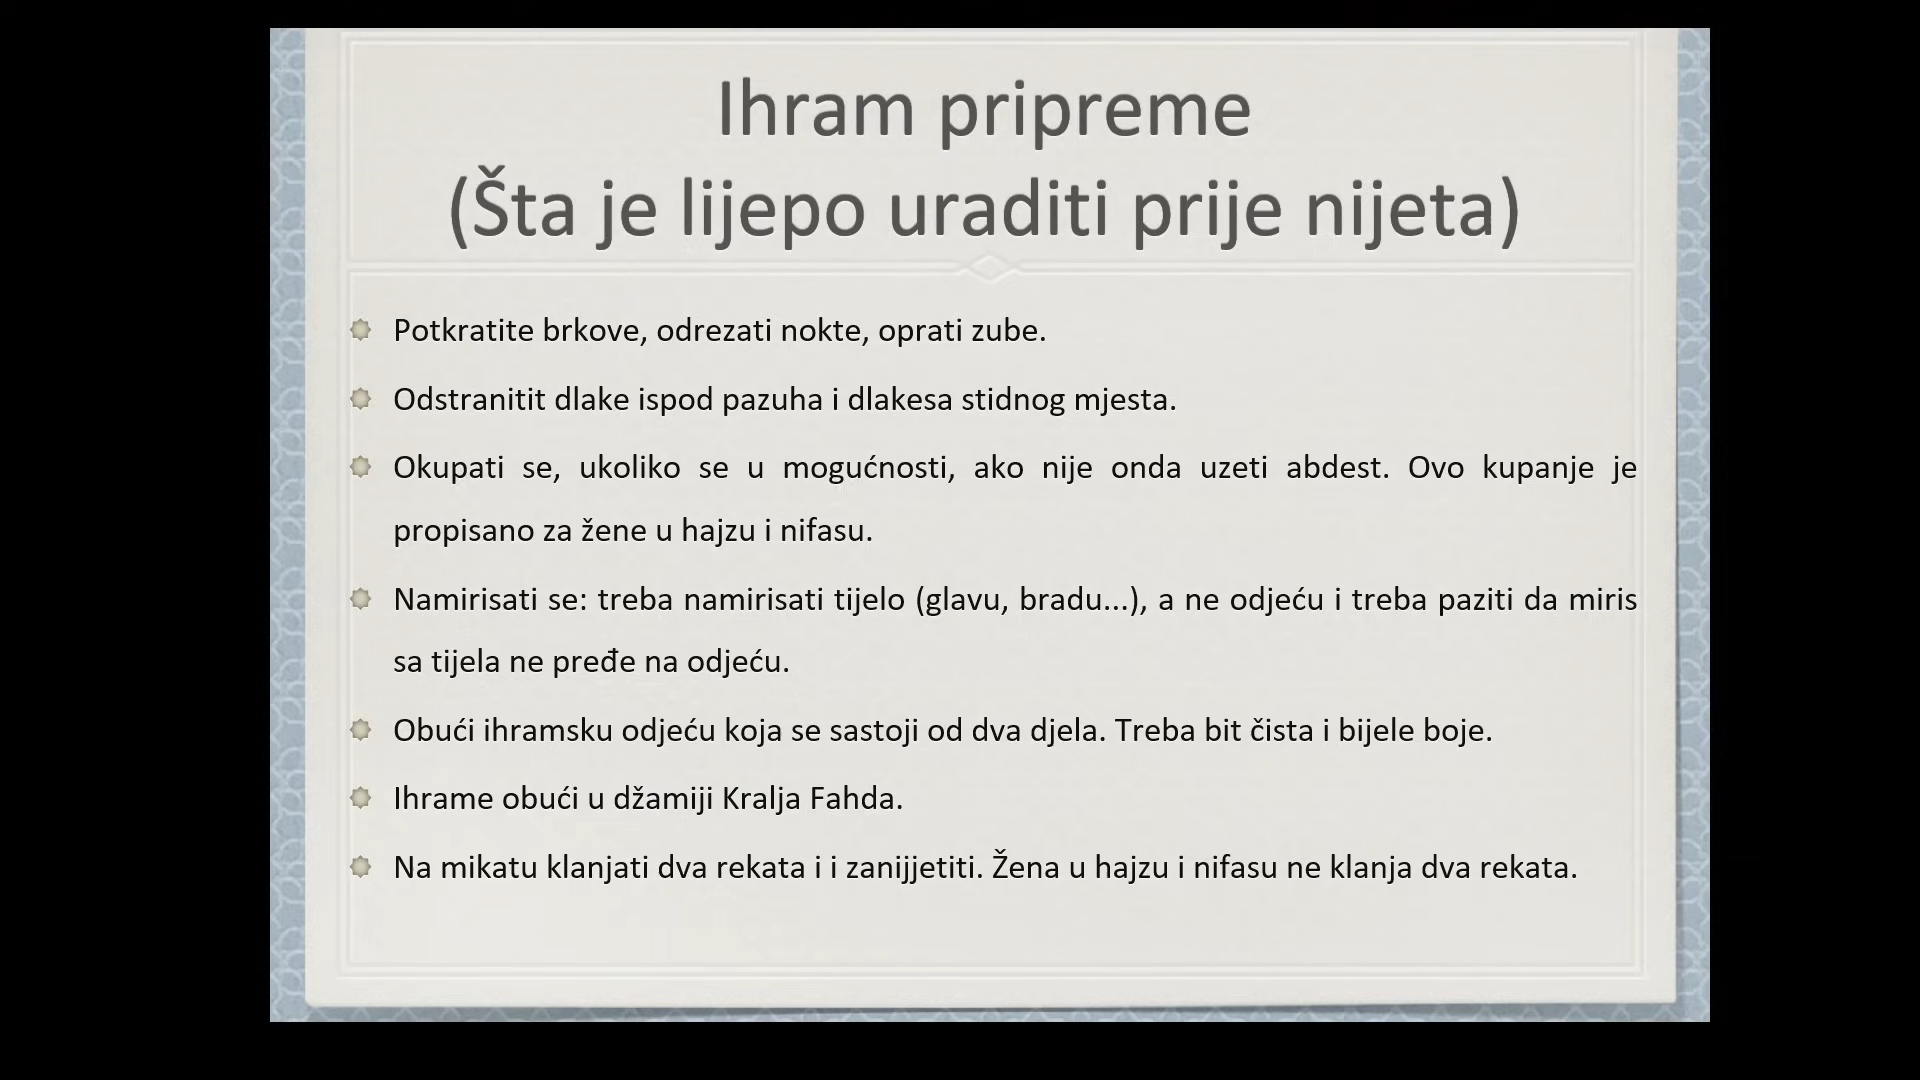 Ihram pripreme
(Šta je lijepo uraditi prije nijeta)
Potkratite brkove, odrezati nokte, oprati zube.
Odstranitit dlake ispod pazuha i dlakesa stidnog mjesta.
Okupati se, ukoliko se u mogućnosti, ako nije onda uzeti abdest. Ovo kupanje je
propisano za žene u hajzu i nifasu.
Namirisati se: treba namirisati tijelo (glavu, bradu...), a ne odjeću i treba paziti da miris
sa tijela ne pređe na odjeću.
Obući ihramsku odjeću koja se sastoji od dva djela. Treba bit čista i bijele boje.
Ihrame obući u džamiji Kralja Fahda.
Na mikatu klanjati dva rekata i i zanijjetiti. Žena u hajzu i nifasu ne klanja dva rekata.